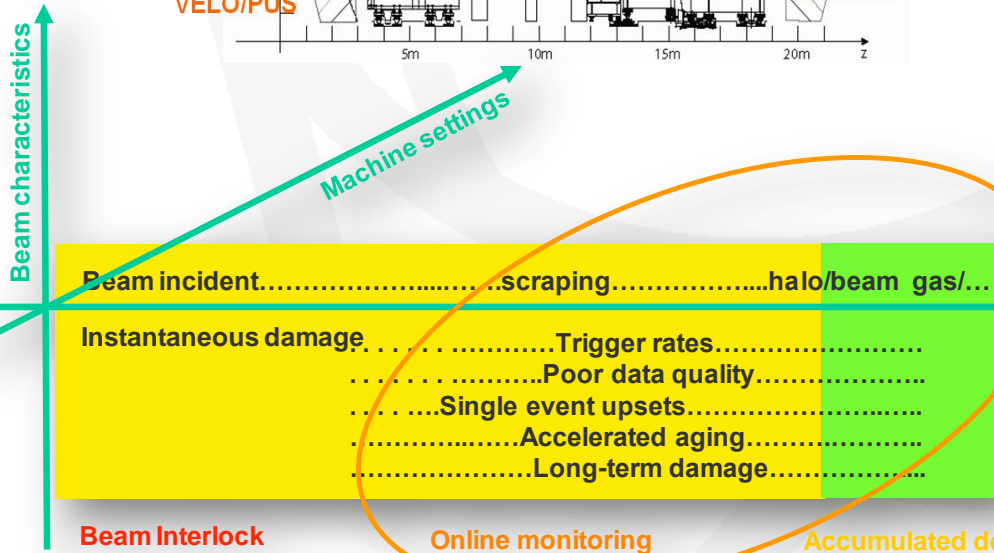 VELO/PUS
5m 10m 15m 20m z
Beam characteristics
Machine settings
Beam incident………………….....……scraping……………....halo/beam gas/…
Instantaneous damage
. . . . . . …………Trigger rates……………………
. . . . . . . ………..Poor data quality………………..
. . . . ….Single event upsets…………………..…..
…………..……Accelerated aging……….………..
…………………Long-term damage……………...
Beam Interlock
Online monitoring
Accumulated